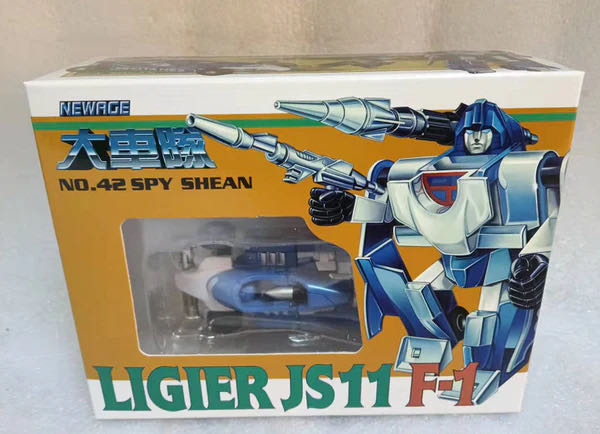 NEWAGE
大車隊
NO.42 SPY SHEAN
LIGIER JS11 F-1